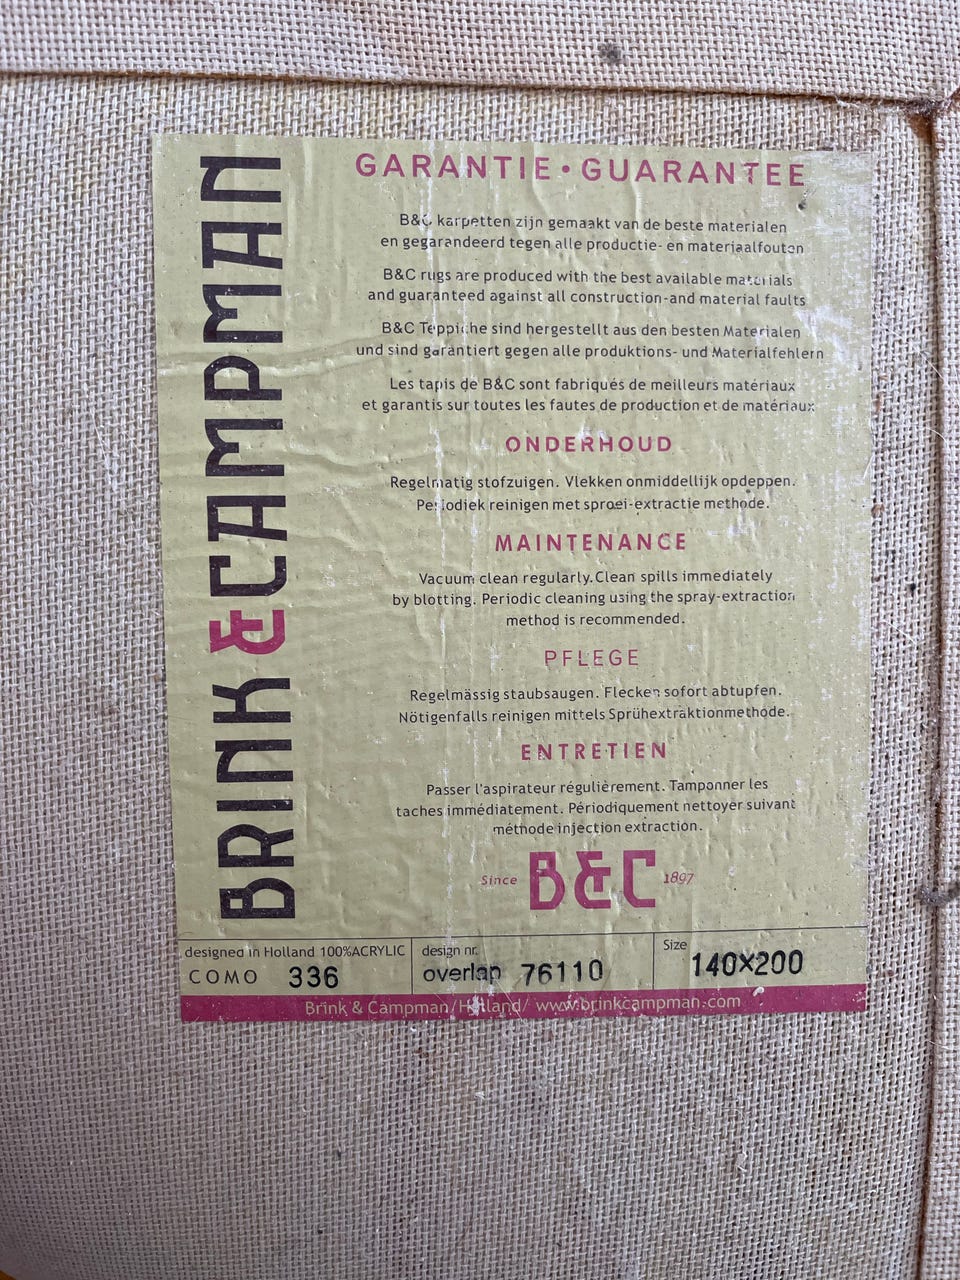 BRINK & CAMPMAN
GARANTIE • GUARANTEE
B&C karpetten zijn gemaakt van de beste materialen
en gegarandeerd tegen alle productie- en materiaalfouten
B&C rugs are produced with the best available materials
and guaranteed against all construction-and material faults
B&C Teppiche sind hergestellt aus den besten Materialen
und sind garantiert gegen alle produktions- und Materialfehlern
Les tapis de B&C sont fabriqués de meilleurs matériaux
et garantis sur toutes les fautes de production et de matériaux
ONDERHOUD
Regelmatig stofzuigen. Vlekken onmiddellijk opdeppen.
Periodiek reinigen met sproei-extractie methode.
MAINTENANCE
Vacuum clean regularly. Clean spills immediately
by blotting. Periodic cleaning using the spray-extraction
method is recommended.
PFLEGE
Regelmässig staubsaugen. Flecken sofort abtupfen.
Nötigenfalls reinigen mittels Sprühextraktionmethode.
ENTRETIEN
Passer l'aspirateur régulièrement. Tamponner les
taches immédiatement. Périodiquement nettoyer suivant
méthode injection extraction.
Since B&C 1897
designed in Holland 100%ACRYLIC
COMO 336
design nr.
overlap 76110
Size
140x200
Brink & Campman/Holland/ www.brinkcampman.com